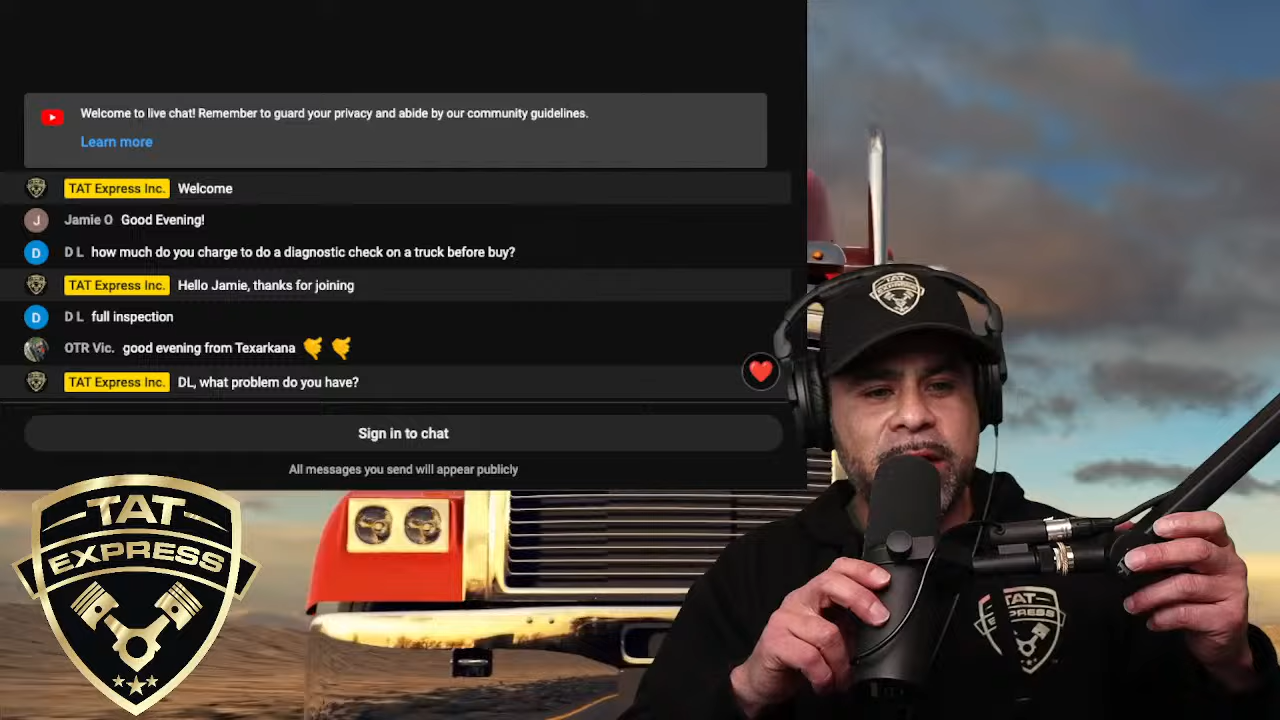 Welcome to live chat! Remember to guard your privacy and abide by our community guidelines.
Learn more
TAT Express Inc. Welcome
J Jamie O Good Evening!
D D L how much do you charge to do a diagnostic check on a truck before buy?
TAT Express Inc. Hello Jamie, thanks for joining
D D L full inspection
OTR Vic. good evening from Texarkana 🤙 🤙
TAT Express Inc. DL, what problem do you have?
Sign in to chat
All messages you send will appear publicly
TAT
EXPRESS
TAT
EXPRESS
TAT